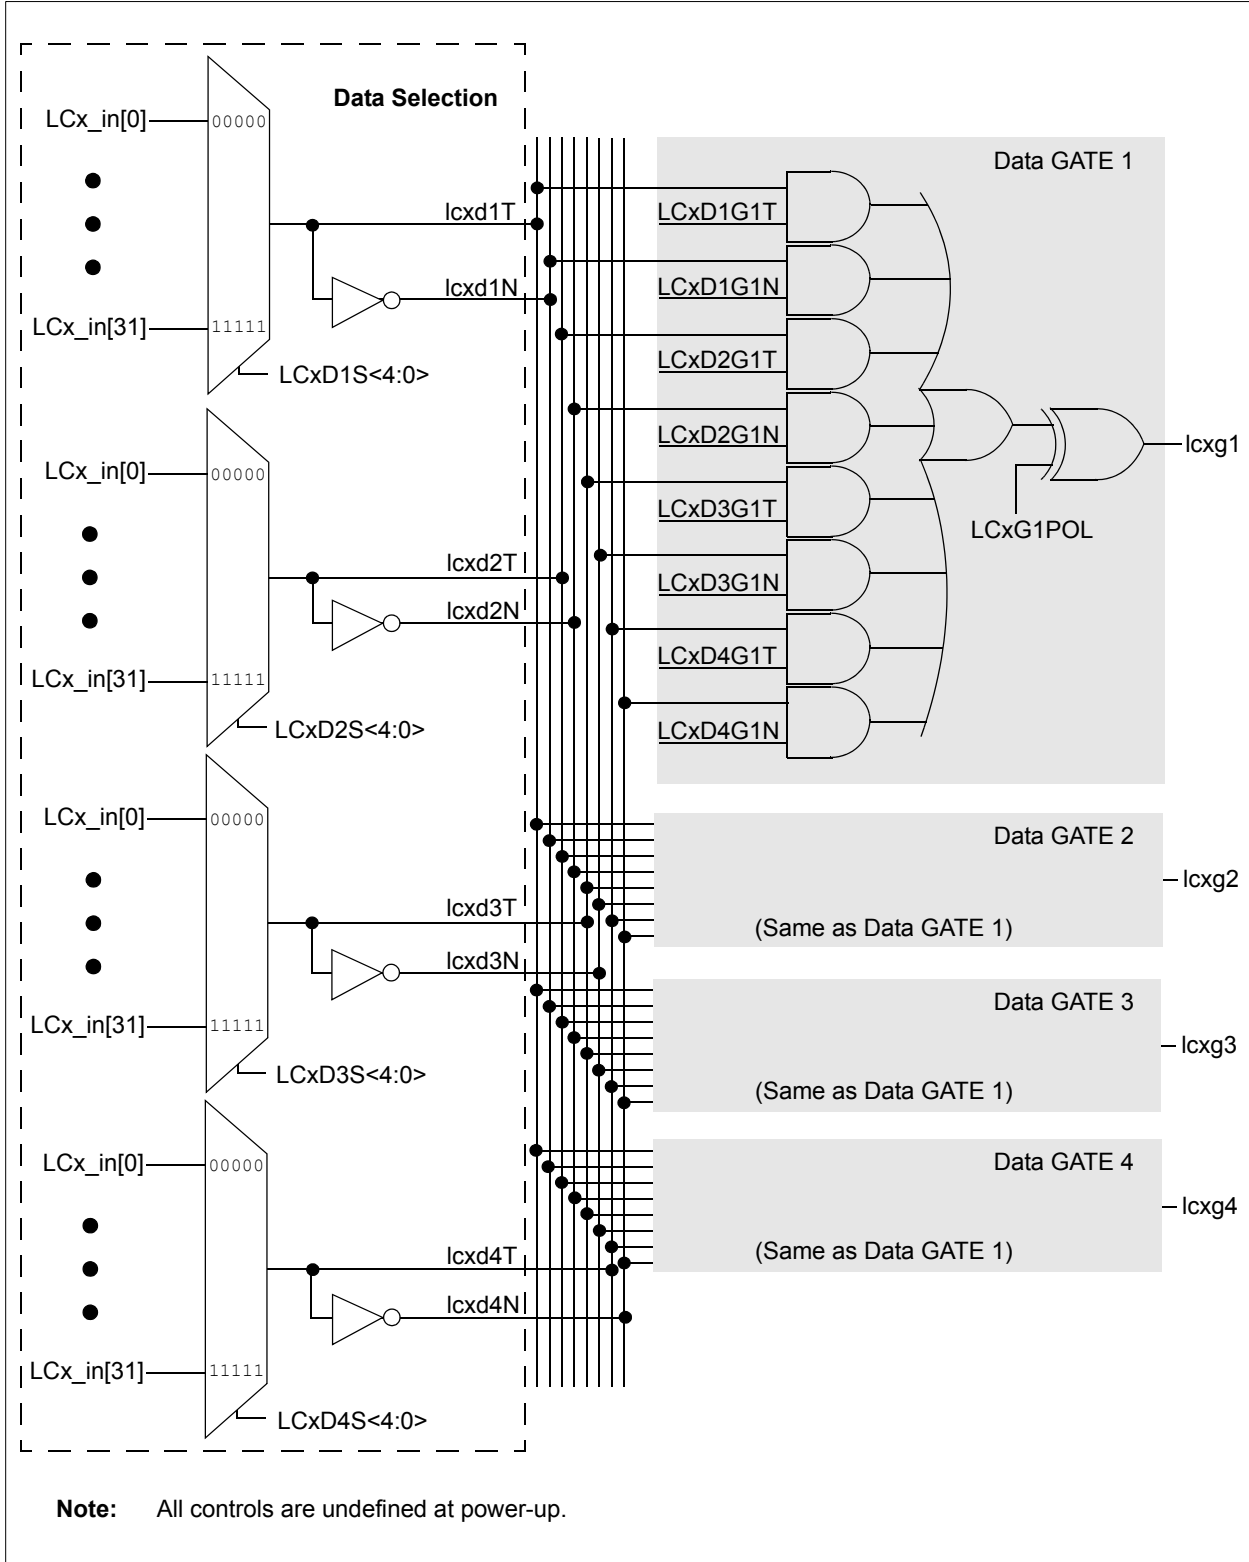 Data Selection
LCx_in[0]
00000
lcxd1T
lcxd1N
LCx_in[31]
11111
LCxD1S<4:0>
LCx_in[0]
00000
lcxd2T
lcxd2N
LCx_in[31]
11111
LCxD2S<4:0>
LCx_in[0]
00000
lcxd3T
lcxd3N
LCx_in[31]
11111
LCxD3S<4:0>
LCx_in[0]
00000
lcxd4T
lcxd4N
LCx_in[31]
11111
LCxD4S<4:0>
Data GATE 1
LCxD1G1T
LCxD1G1N
LCxD2G1T
LCxD2G1N
LCxD3G1T
LCxD3G1N
LCxD4G1T
LCxD4G1N
LCxG1POL
lcxg1
Data GATE 2
(Same as Data GATE 1)
lcxg2
Data GATE 3
(Same as Data GATE 1)
lcxg3
Data GATE 4
(Same as Data GATE 1)
lcxg4
Note: All controls are undefined at power-up.